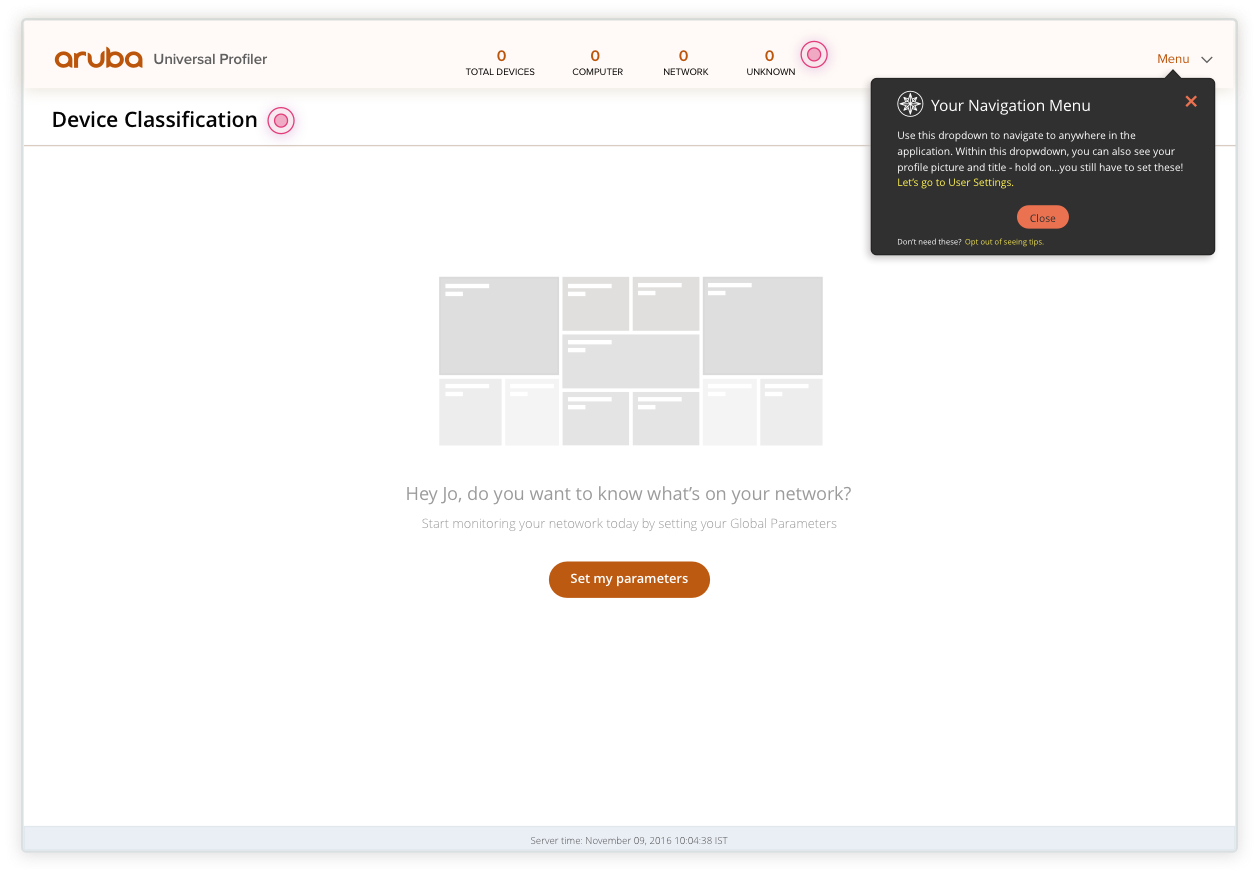 aruba Universal Profiler
0 0 0 0
TOTAL DEVICES COMPUTER NETWORK UNKNOWN
Menu
Device Classification
Your Navigation Menu
Use this dropdown to navigate to anywhere in the
application. Within this dropwdown, you can also see your
profile picture and title - hold on...you still have to set these!
Let's go to User Settings.
Close
Don't need these? Opt out of seeing tips.
Hey Jo, do you want to know what's on your network?
Start monitoring your netowork today by setting your Global Parameters
Set my parameters
Server time: November 09, 2016 10:04:38 IST